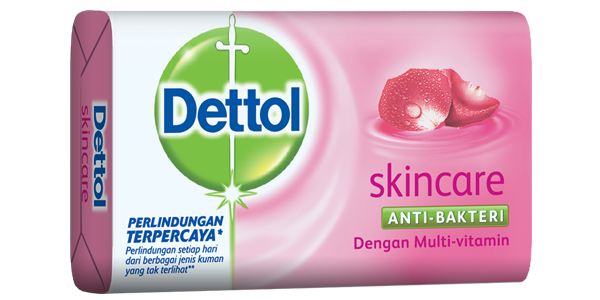 Dettol
skincare
Dettol
PERLINDUNGAN
TERPERCAYA*
Perlindungan setiap hari
dari berbagai jenis kuman
yang tak terlihat**
skincare
ANTI-BAKTERI
Dengan Multi-vitamin